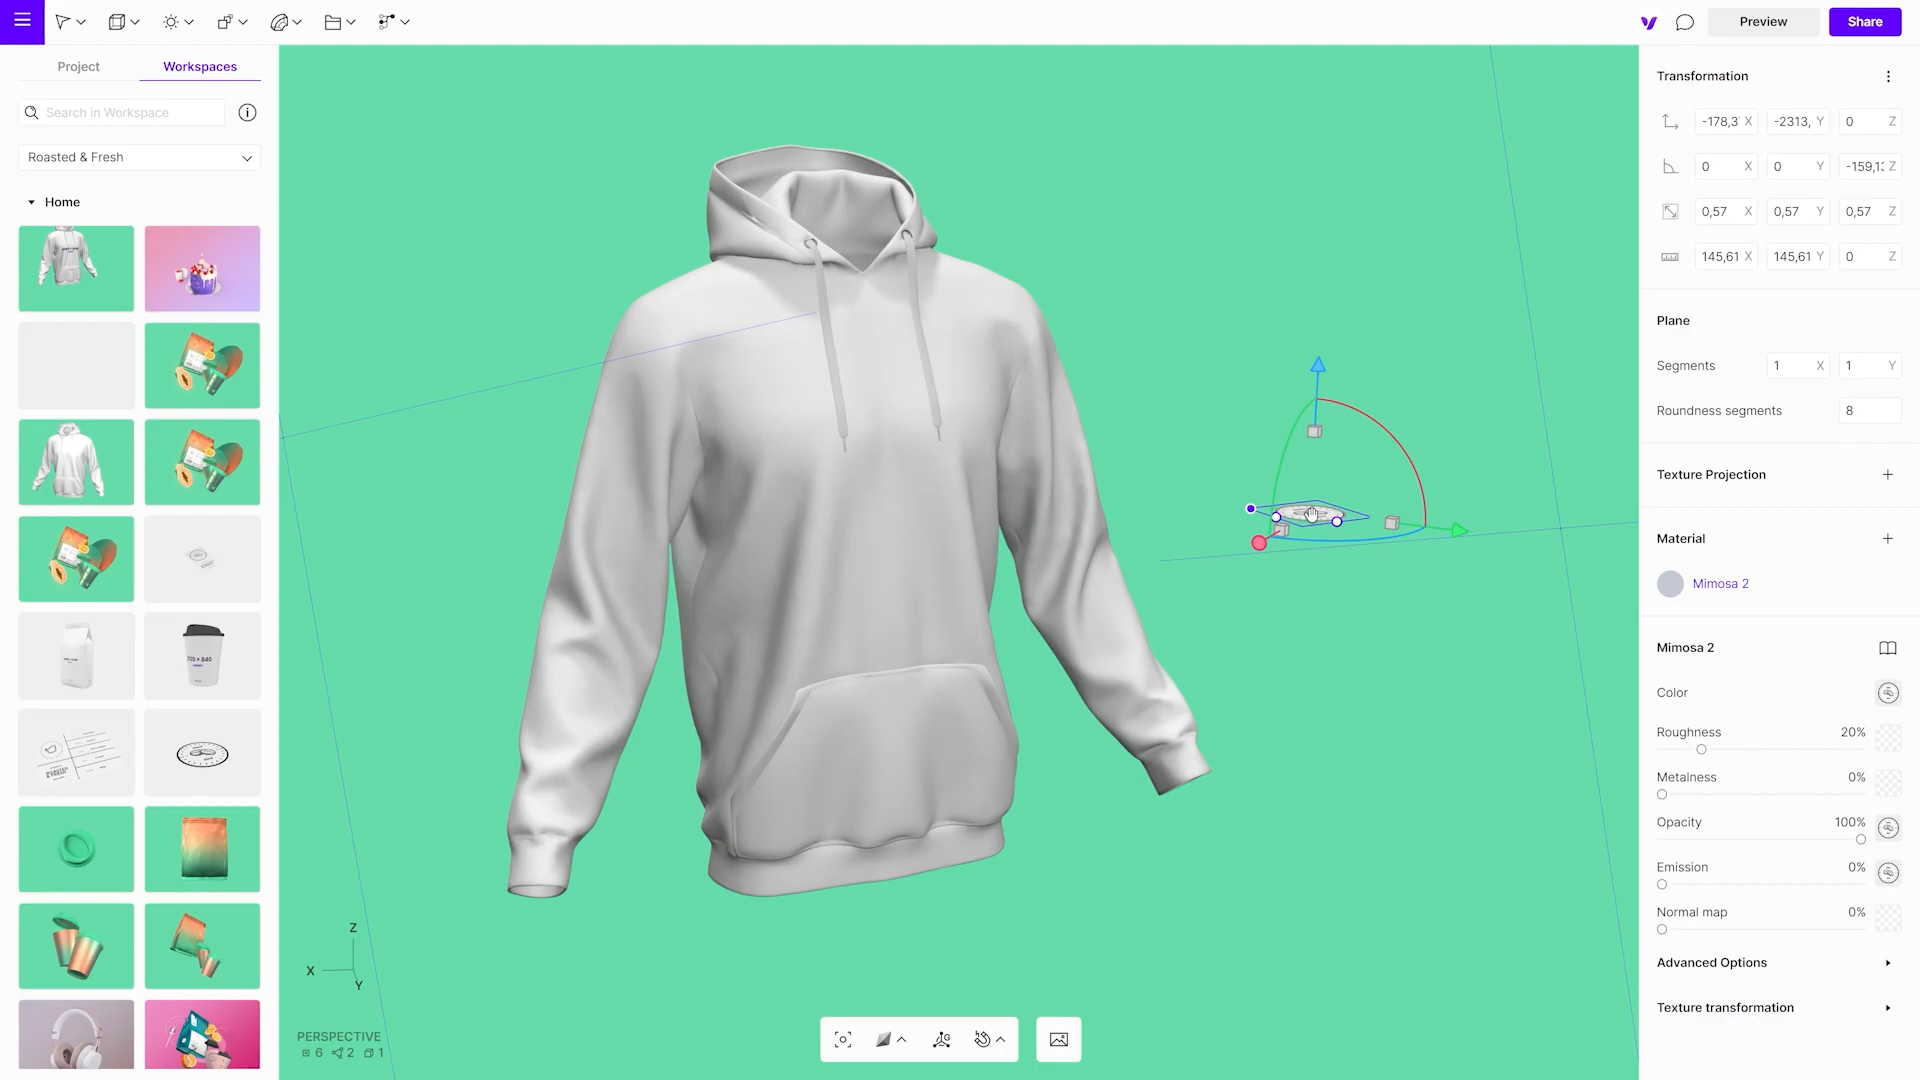 Preview
Share
Project
Workspaces
Search in Workspace
Roasted & Fresh
Home
Z
X
Y
PERSPECTIVE
6 2 1
Transformation
-178,3 X -2313, Y 0 Z
0 X 0 Y -159,1 Z
0,57 X 0,57 Y 0,57 Z
145,61 X 145,61 Y 0 Z
Plane
Segments 1 X 1 Y
Roundness segments 8
Texture Projection
Material
Mimosa 2
Mimosa 2
Color
Roughness 20%
Metalness 0%
Opacity 100%
Emission 0%
Normal map 0%
Advanced Options
Texture transformation